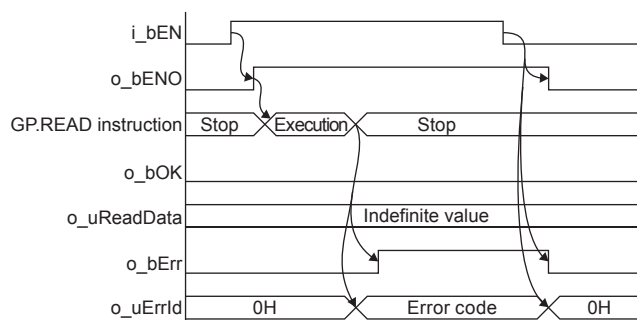 i_bEN
o_bENO
GP.READ instruction Stop Execution Stop
o_bOK
o_uReadData Indefinite value
o_bErr
o_uErrId 0H Error code 0H